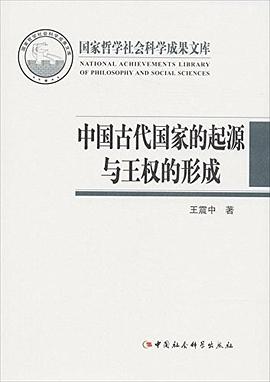 国家哲学社会科学成果文库
NATIONAL ACHIEVEMENTS LIBRARY
OF PHILOSOPHY AND SOCIAL SCIENCES
中国古代国家的起源
与王权的形成
王震中 著
中国社会科学出版社